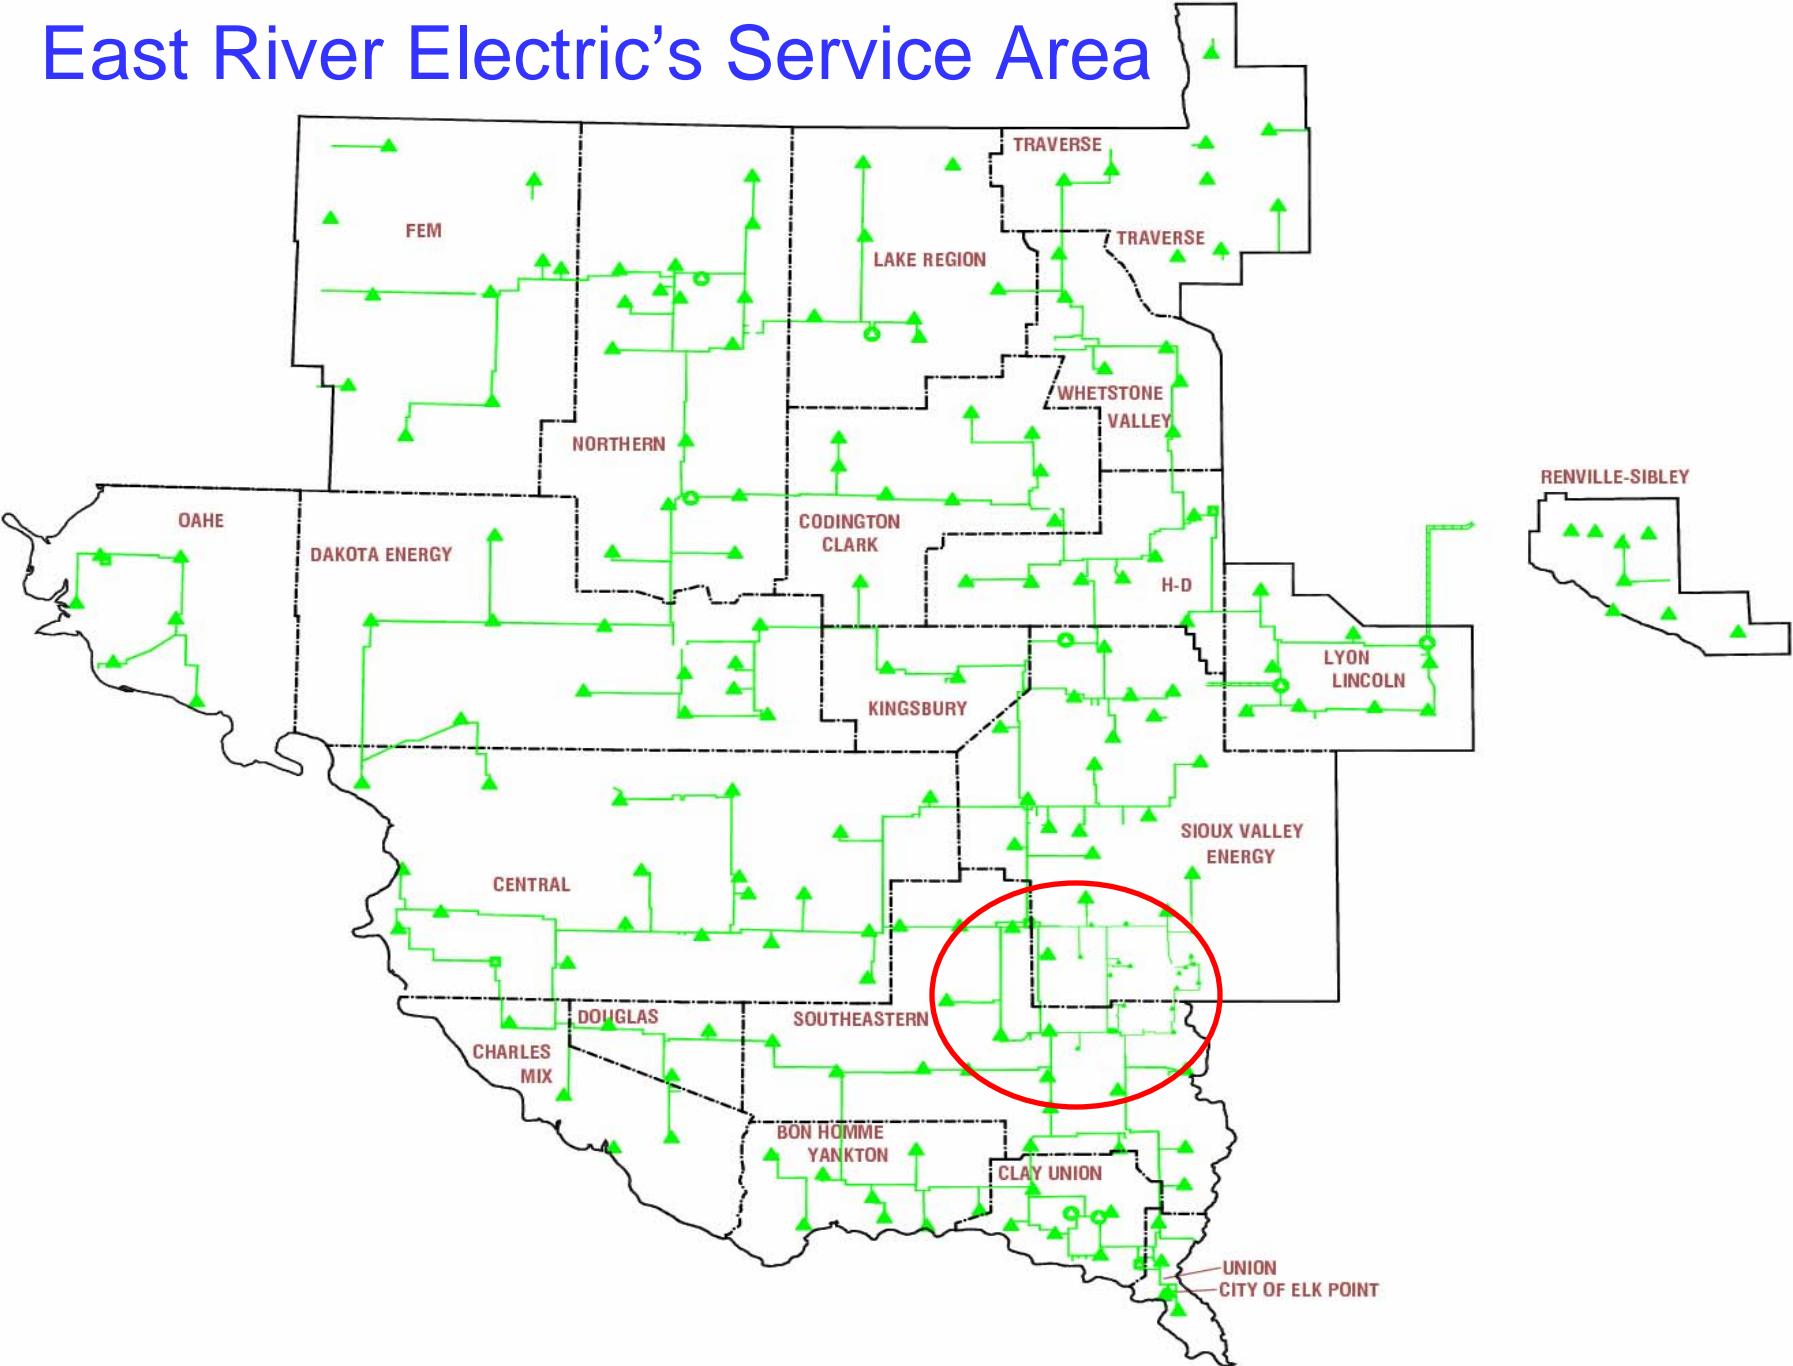 East River Electric’s Service Area
TRAVERSE
FEM
TRAVERSE
LAKE REGION
WHETSTONE
VALLEY
NORTHERN
RENVILLE-SIBLEY
OAHE
CODINGTON
CLARK
DAKOTA ENERGY
H-D
LYON
LINCOLN
KINGSBURY
SIOUX VALLEY
ENERGY
CENTRAL
DOUGLAS
SOUTHEASTERN
CHARLES
MIX
BON HOMME
YANKTON
CLAY UNION
UNION
CITY OF ELK POINT